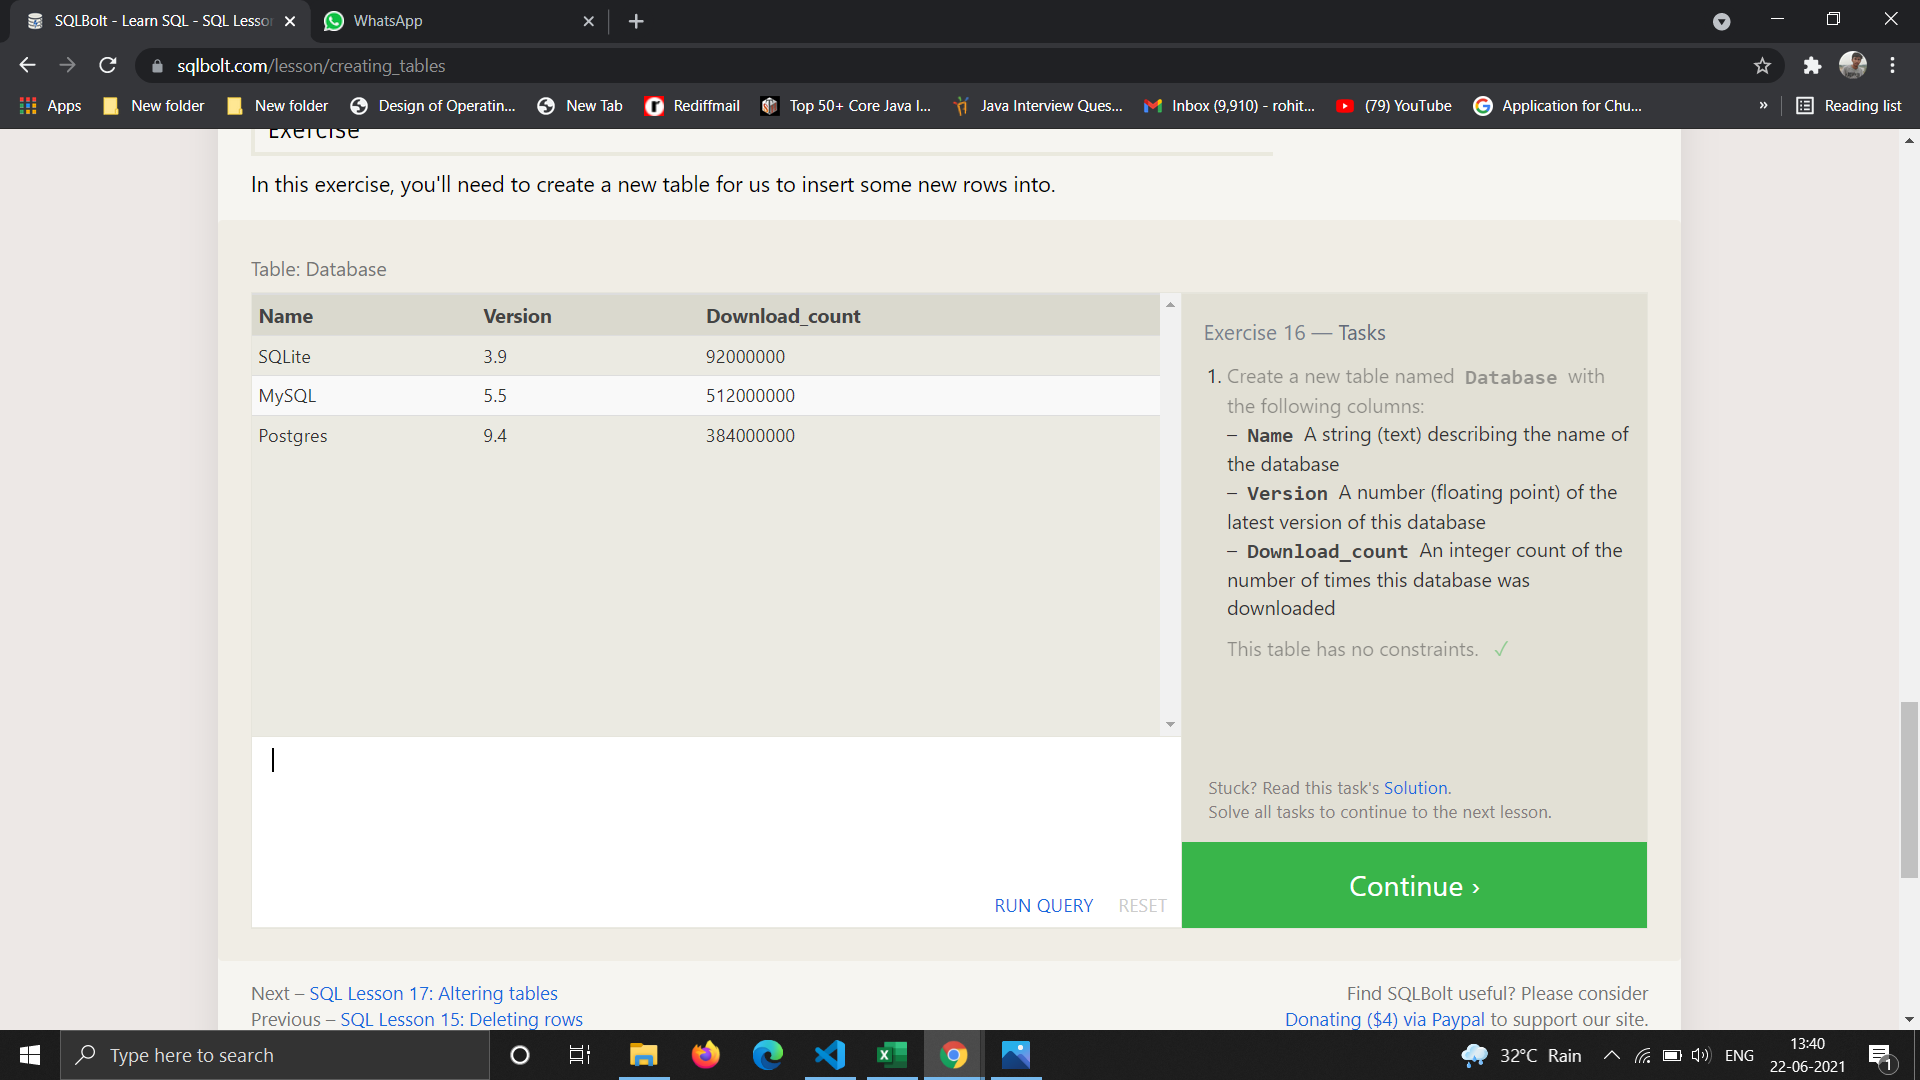 SQLBolt - Learn SQL - SQL Lesson
WhatsApp
sqlbolt.com/lesson/creating_tables
Apps
New folder
New folder
Design of Operatin...
New Tab
Rediffmail
Top 50+ Core Java I...
Java Interview Ques...
Inbox (9,910) - rohit...
(79) YouTube
Application for Chu...
»
Reading list
Exercise
In this exercise, you'll need to create a new table for us to insert some new rows into.
Table: Database
Name Version Download_count
SQLite 3.9 92000000
MySQL 5.5 512000000
Postgres 9.4 384000000
Exercise 16 — Tasks
1. Create a new table named Database with
the following columns:
– Name A string (text) describing the name of
the database
– Version A number (floating point) of the
latest version of this database
– Download_count An integer count of the
number of times this database was
downloaded
This table has no constraints. ✓
Stuck? Read this task's Solution.
Solve all tasks to continue to the next lesson.
RUN QUERY RESET
Continue ›
Next – SQL Lesson 17: Altering tables
Previous – SQL Lesson 15: Deleting rows
Find SQLBolt useful? Please consider
Donating ($4) via Paypal to support our site.
Type here to search
32°C Rain
ENG
13:40
22-06-2021
1